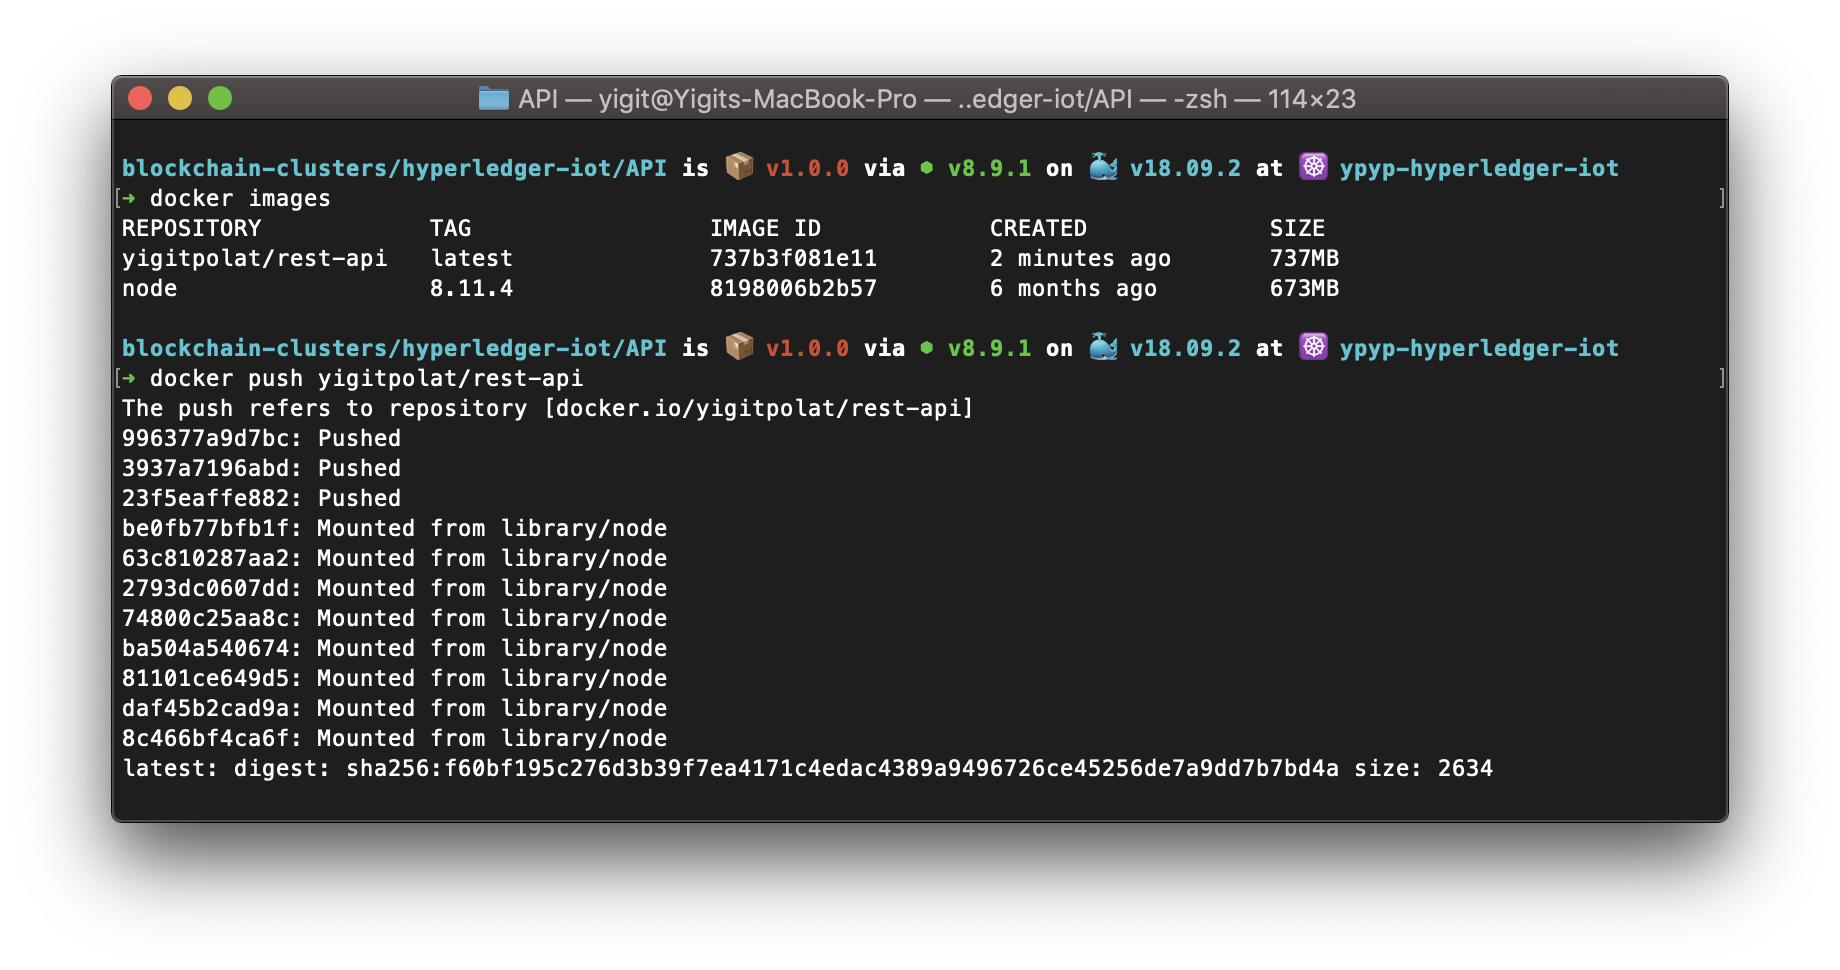 API — yigit@Yigits-MacBook-Pro — ..edger-iot/API — -zsh — 114×23
blockchain-clusters/hyperledger-iot/API is 📦 v1.0.0 via ⬢ v8.9.1 on 🐳 v18.09.2 at ☸ ypyp-hyperledger-iot
[➜ docker images ]
REPOSITORY TAG IMAGE ID CREATED SIZE
yigitpolat/rest-api latest 737b3f081e11 2 minutes ago 737MB
node 8.11.4 8198006b2b57 6 months ago 673MB
blockchain-clusters/hyperledger-iot/API is 📦 v1.0.0 via ⬢ v8.9.1 on 🐳 v18.09.2 at ☸ ypyp-hyperledger-iot
[➜ docker push yigitpolat/rest-api ]
The push refers to repository [docker.io/yigitpolat/rest-api]
996377a9d7bc: Pushed
3937a7196abd: Pushed
23f5eaffe882: Pushed
be0fb77bfb1f: Mounted from library/node
63c810287aa2: Mounted from library/node
2793dc0607dd: Mounted from library/node
74800c25aa8c: Mounted from library/node
ba504a540674: Mounted from library/node
81101ce649d5: Mounted from library/node
daf45b2cad9a: Mounted from library/node
8c466bf4ca6f: Mounted from library/node
latest: digest: sha256:f60bf195c276d3b39f7ea4171c4edac4389a9496726ce45256de7a9dd7b7bd4a size: 2634